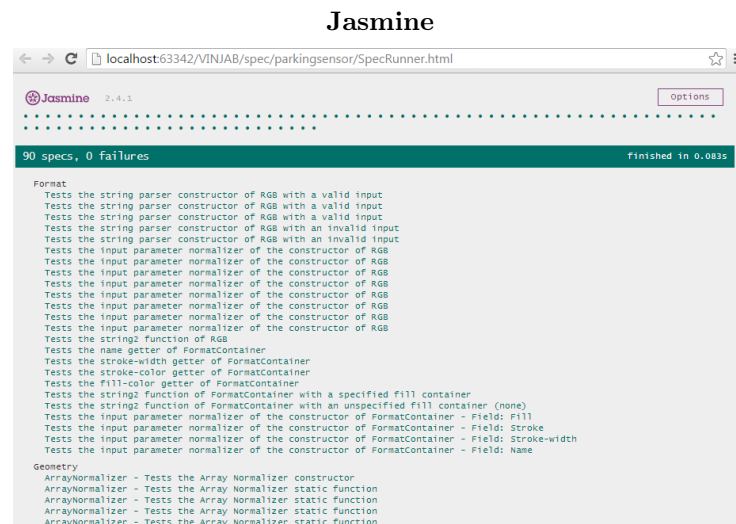 Jasmine
localhost:63342/VINJAB/spec/parkingsensor/SpecRunner.html
Jasmine 2.4.1 Options
90 specs, 0 failures finished in 0.083s
Format
Tests the string parser constructor of RGB with a valid input
Tests the string parser constructor of RGB with a valid input
Tests the string parser constructor of RGB with a valid input
Tests the string parser constructor of RGB with an invalid input
Tests the string parser constructor of RGB with an invalid input
Tests the input parameter normalizer of the constructor of RGB
Tests the input parameter normalizer of the constructor of RGB
Tests the input parameter normalizer of the constructor of RGB
Tests the input parameter normalizer of the constructor of RGB
Tests the input parameter normalizer of the constructor of RGB
Tests the input parameter normalizer of the constructor of RGB
Tests the input parameter normalizer of the constructor of RGB
Tests the input parameter normalizer of the constructor of RGB
Tests the string2 function of RGB
Tests the name getter of FormatContainer
Tests the stroke-width getter of FormatContainer
Tests the stroke-color getter of FormatContainer
Tests the fill-color getter of FormatContainer
Tests the string2 function of FormatContainer with a specified fill container
Tests the string2 function of FormatContainer with an unspecified fill container (none)
Tests the input parameter normalizer of the constructor of FormatContainer - Field: Fill
Tests the input parameter normalizer of the constructor of FormatContainer - Field: Stroke
Tests the input parameter normalizer of the constructor of FormatContainer - Field: Stroke-width
Tests the input parameter normalizer of the constructor of FormatContainer - Field: Name
Geometry
ArrayNormalizer - Tests the Array Normalizer constructor
ArrayNormalizer - Tests the Array Normalizer static function
ArrayNormalizer - Tests the Array Normalizer static function
ArrayNormalizer - Tests the Array Normalizer static function
ArrayNormalizer - Tests the Array Normalizer static function